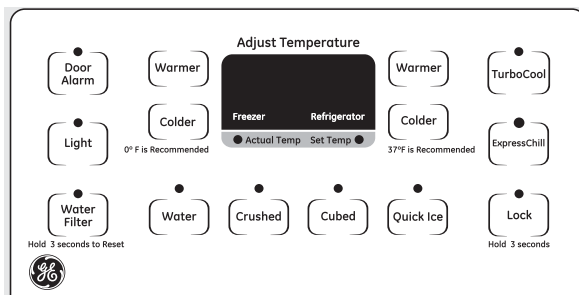 Adjust Temperature
Door
Alarm
Warmer
Warmer
TurboCool
Freezer
Refrigerator
Colder
Colder
Light
Actual Temp
Set Temp
ExpressChill
0° F is Recommended
37°F is Recommended
Water
Filter
Water
Crushed
Cubed
Quick Ice
Lock
Hold 3 seconds to Reset
Hold 3 seconds
GE